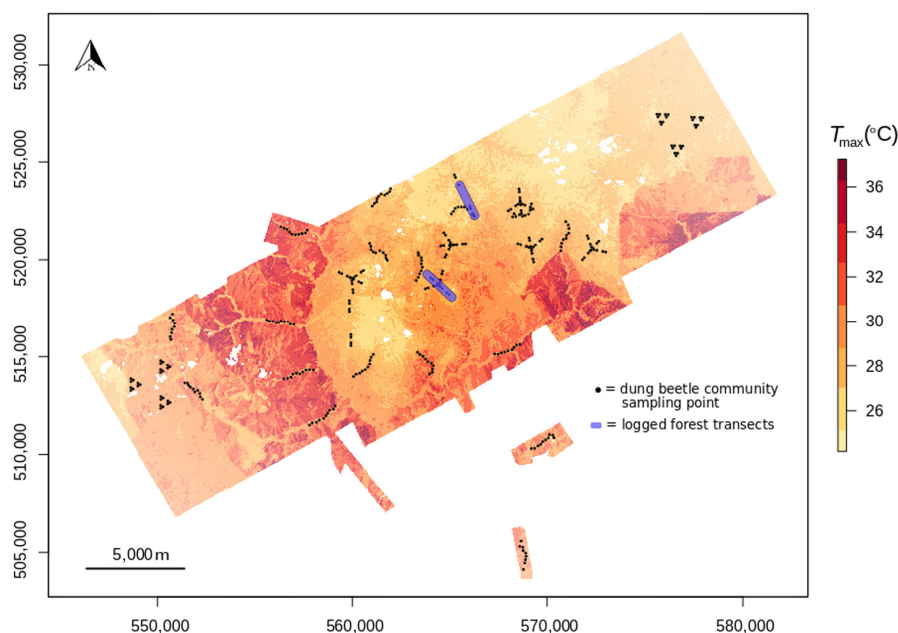 N
530,000
525,000
520,000
515,000
510,000
505,000
550,000
560,000
570,000
580,000
5,000 m
= dung beetle community
sampling point
= logged forest transects
Tmax(°C)
36
34
32
30
28
26